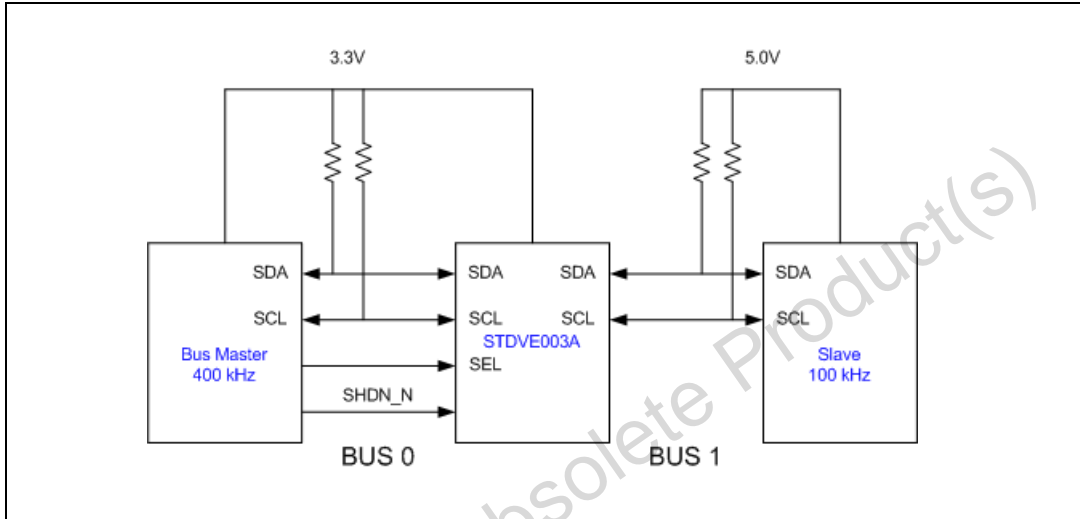 3.3V
5.0V
SDA
SDA
SDA
SDA
SCL
SCL
SCL
SCL
STDVE003A
Bus Master
400 kHz
SEL
Slave
100 kHz
SHDN_N
BUS 0
BUS 1
Product(s)